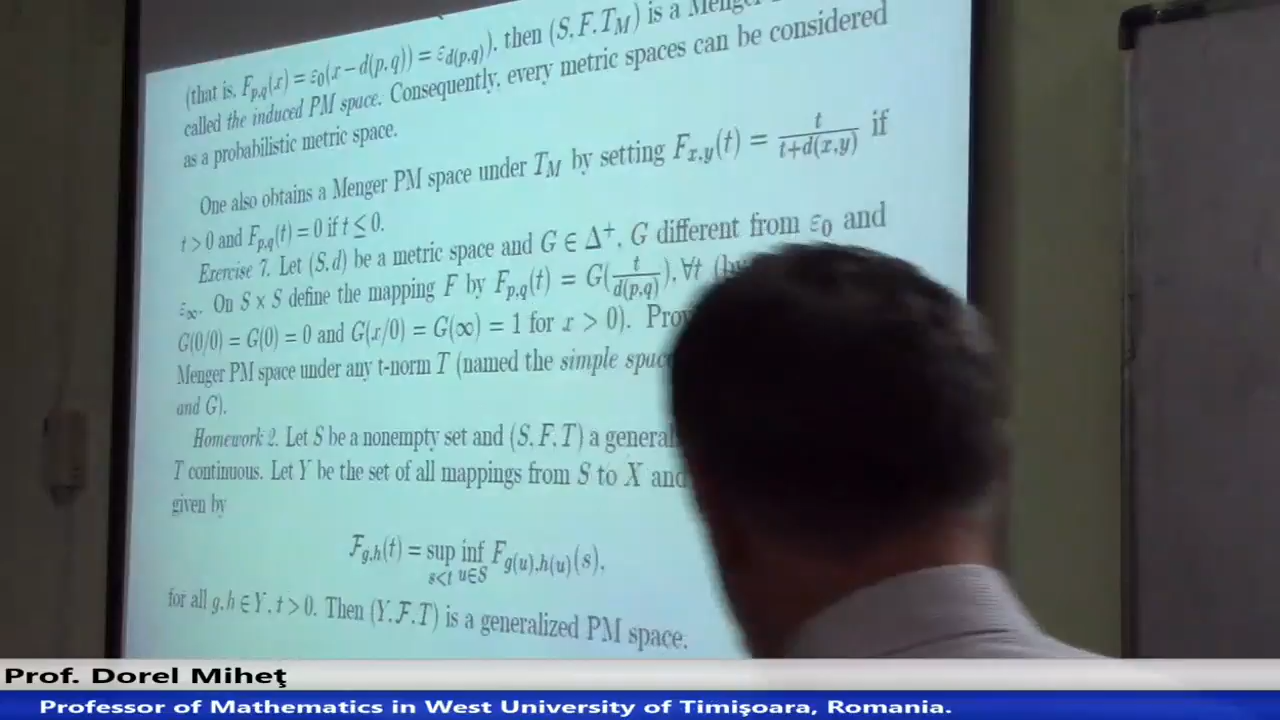 (that is, F_{p,q}(x) = ε_0(x − d(p,q)) = ε_{d(p,q)}), then (S, F, T_M) is a Menger
called the induced PM space. Consequently, every metric spaces can be considered
as a probabilistic metric space.
One also obtains a Menger PM space under T_M by setting F_{x,y}(t) = t/(t+d(x,y)) if
t > 0 and F_{p,q}(t) = 0 if t ≤ 0.
Exercise 7. Let (S, d) be a metric space and G ∈ Δ^+, G different from ε_0 and
ε_∞. On S × S define the mapping F by F_{p,q}(t) = G(t/d(p,q)), ∀t (by
G(0/0) = G(0) = 0 and G(x/0) = G(∞) = 1 for x > 0).
Menger PM space under any t-norm T (named the simple
and G).
Homework 2. Let S be a nonempty set and (S, F, T) a
T continuous. Let Y be the set of all mappings from S to X and
given by
ℱ_{g,h}(t) = sup_{s<t} inf_{u∈S} F_{g(u),h(u)}(s),
for all g, h ∈ Y, t > 0. Then (Y, ℱ, T) is a generalized PM space.
Prof. Dorel Miheţ
Professor of Mathematics in West University of Timişoara, Romania.